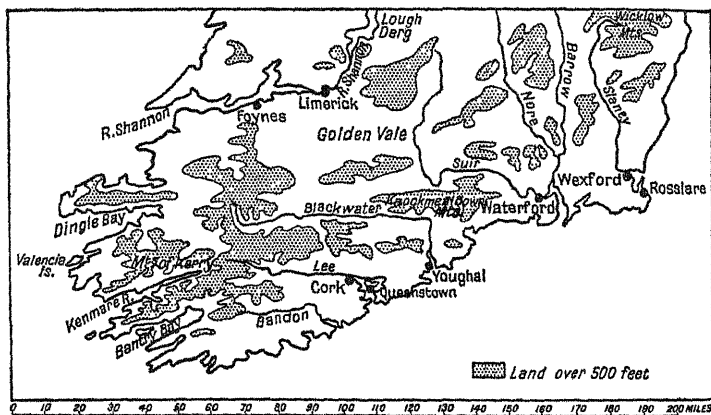 Lough
Derg
R. Shannon
Wicklow
Mts.
Barrow
Nore
Slaney
Limerick
R. Shannon
Foynes
Golden Vale
Suir
Wexford
Rosslare
Dingle Bay
Blackwater
Knockmealdown
Mts.
Waterford
Valencia
Is.
Mts of Kerry
Lee
Youghal
Kenmare R.
Cork
Queenstown
Bantry Bay
Bandon
Land over 500 feet
0 10 20 30 40 50 60 70 80 90 100 110 120 130 140 150 160 170 180 190 200 MILES